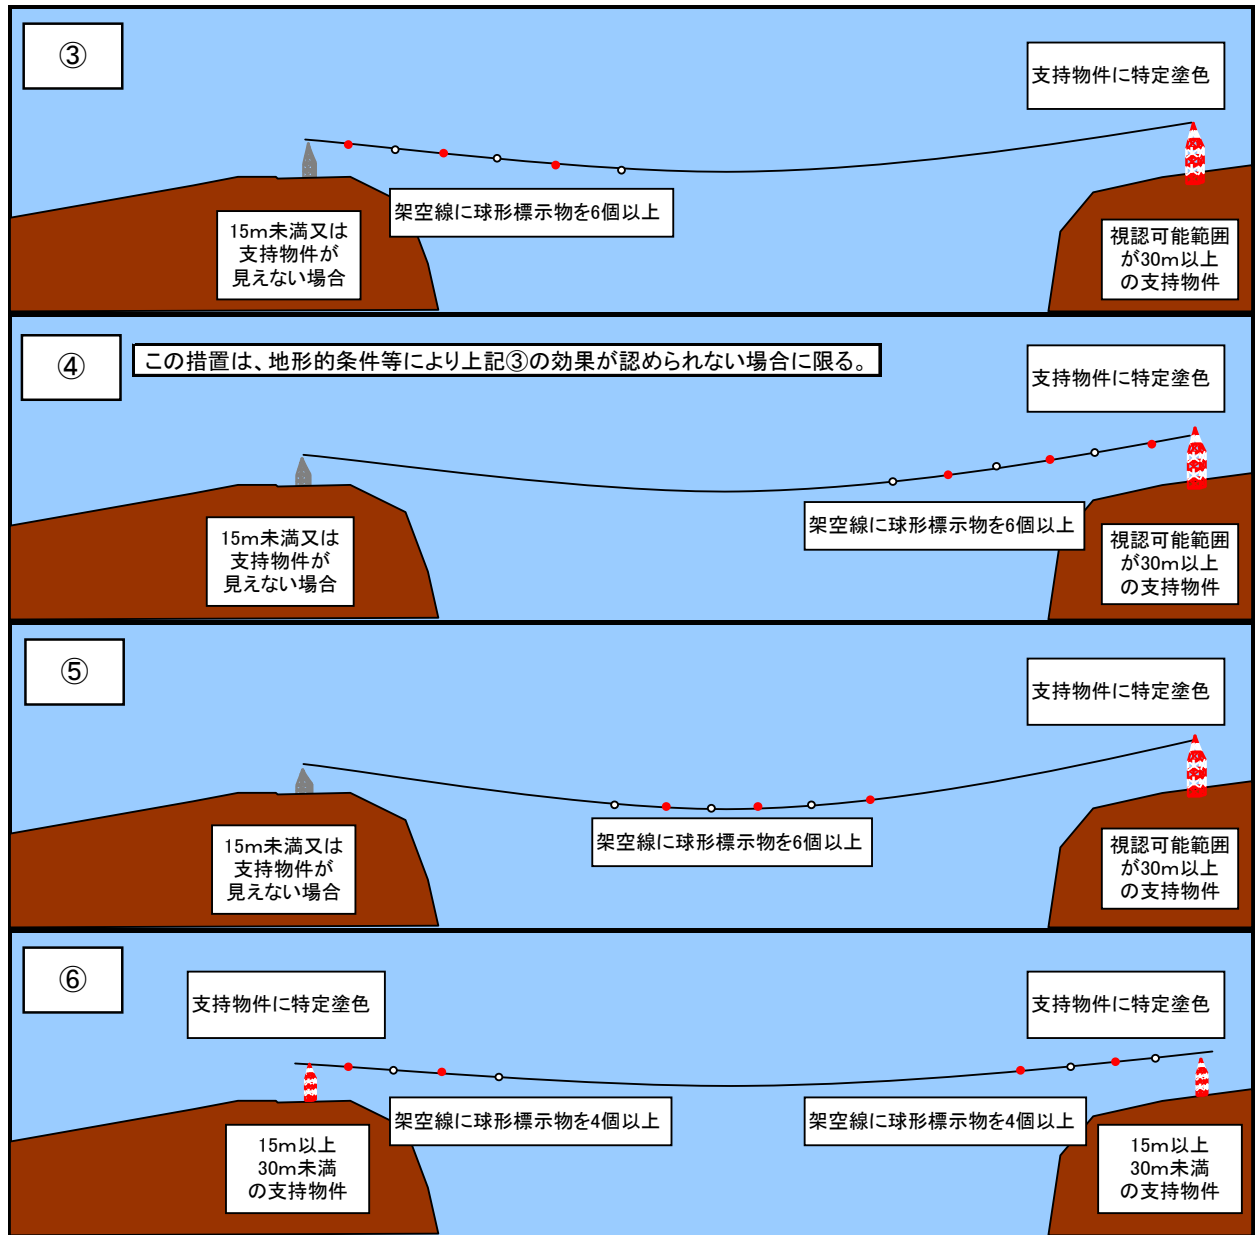 ③
支持物件に特定塗色
架空線に球形標示物を6個以上
15m未満又は
支持物件が
見えない場合
視認可能範囲
が30m以上
の支持物件
④
この措置は、地形的条件等により上記③の効果が認められない場合に限る。
支持物件に特定塗色
架空線に球形標示物を6個以上
15m未満又は
支持物件が
見えない場合
視認可能範囲
が30m以上
の支持物件
⑤
支持物件に特定塗色
架空線に球形標示物を6個以上
15m未満又は
支持物件が
見えない場合
視認可能範囲
が30m以上
の支持物件
⑥
支持物件に特定塗色
支持物件に特定塗色
架空線に球形標示物を4個以上
架空線に球形標示物を4個以上
15m以上
30m未満
の支持物件
15m以上
30m未満
の支持物件